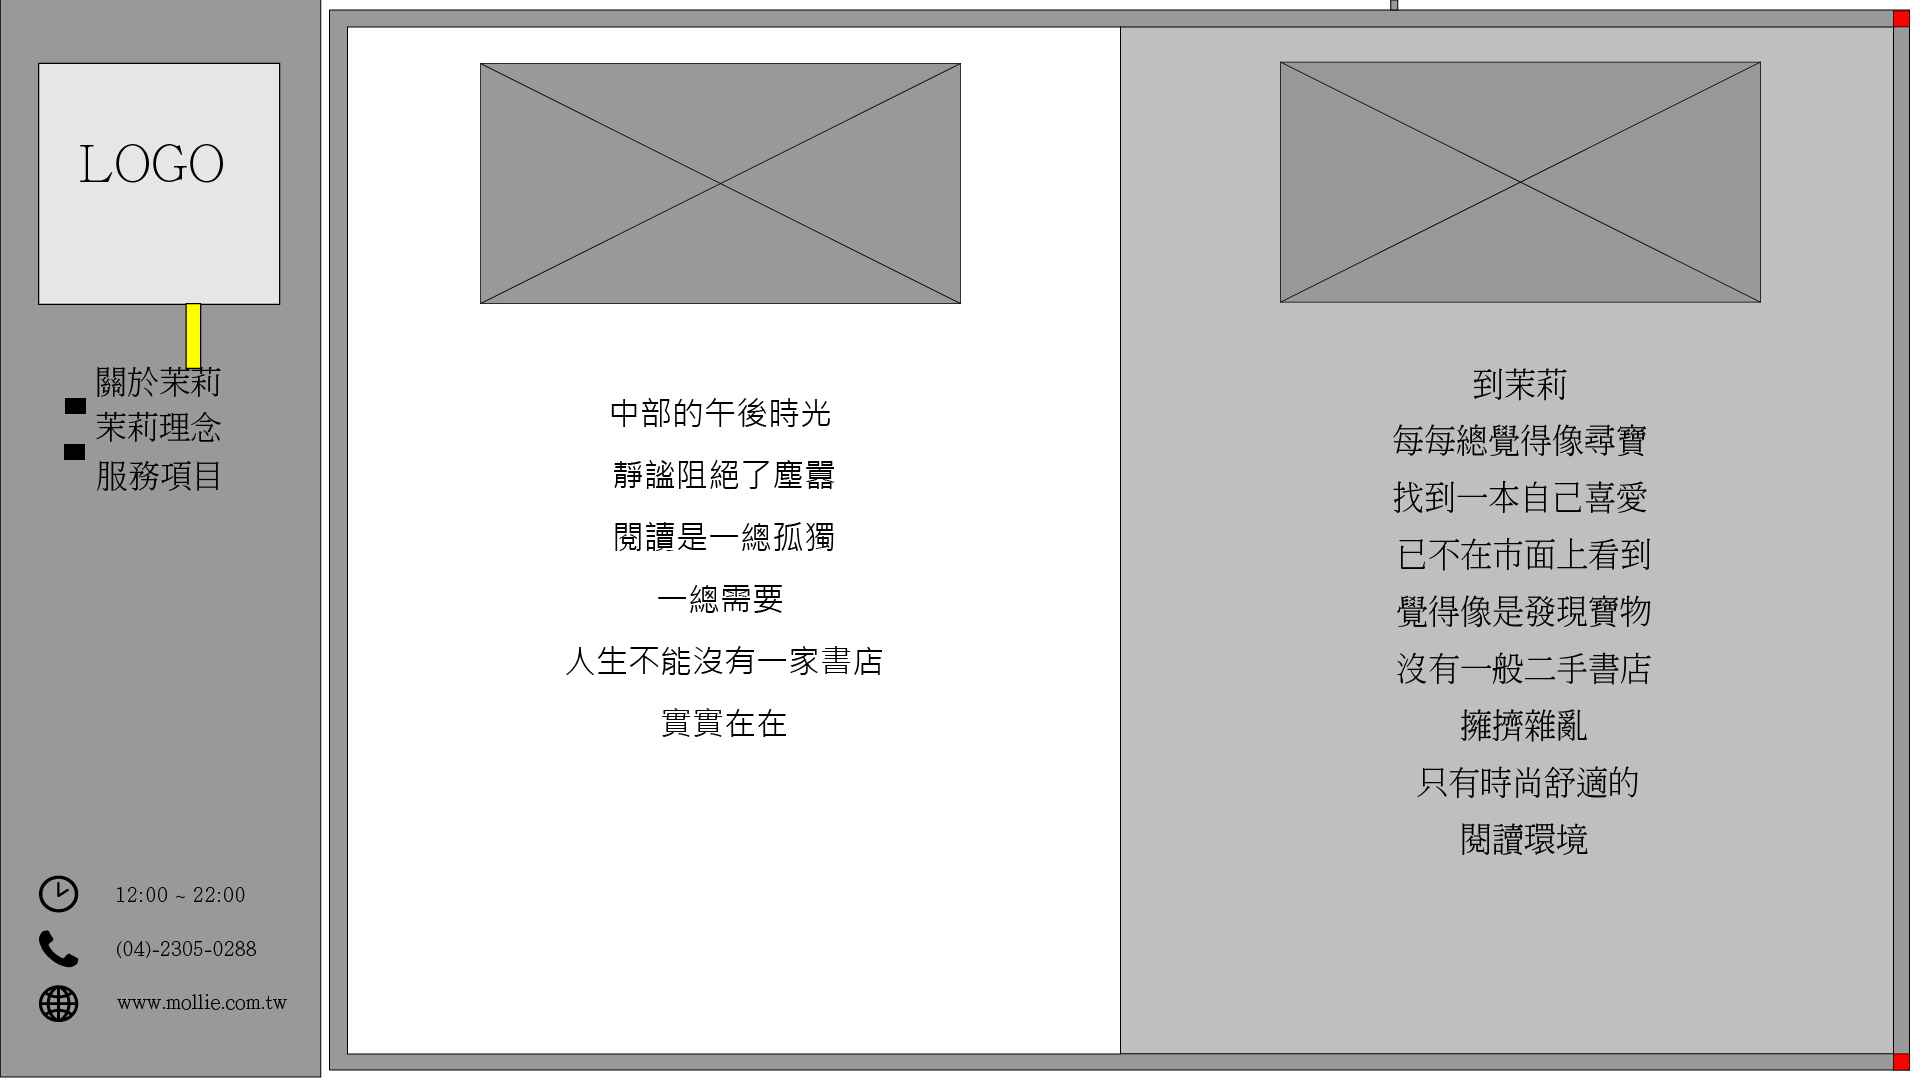 LOGO
關於茉莉
茉莉理念
服務項目
12:00 ~ 22:00
(04)-2305-0288
www.mollie.com.tw
中部的午後時光
靜謐阻絕了塵囂
閱讀是一總孤獨
一總需要
人生不能沒有一家書店
實實在在
到茉莉
每每總覺得像尋寶
找到一本自己喜愛
已不在市面上看到
覺得像是發現寶物
沒有一般二手書店
擁擠雜亂
只有時尚舒適的
閱讀環境